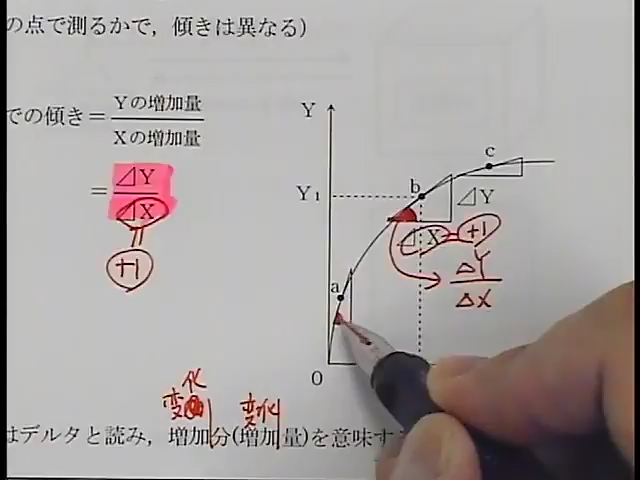 の点で測るかで，傾きは異なる）
での傾き＝Yの増加量/Xの増加量
＝⊿Y/⊿X
=
+1
Y
c
b
Y1
⊿Y
⊿X=+1
ΔY/ΔX
a
0
化
変 変化
はデルタと読み，増加分(増加量)を意味す